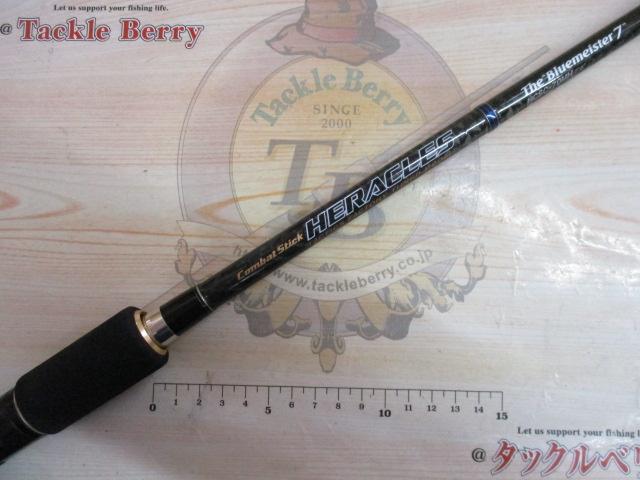 Let us support your fishing life.
@ Tackle Berry
Tackle Berry
SINCE
2000
TB
www.tackleberry.co.jp
Combat Stick HERACLES
The "Bluemeister 7"
0 1 2 3 4 5 6 7 8 9 10 11 12 13 14 15
Let us support your fishing life.
@ タックルベリ